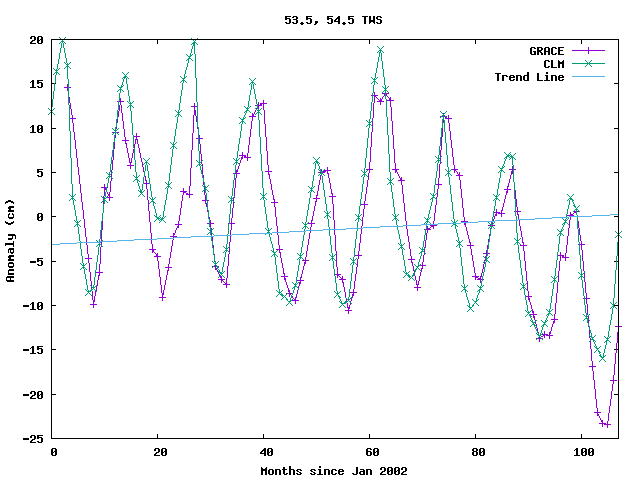 53.5, 54.5 TWS
GRACE
CLM
Trend Line
20
15
10
5
0
-5
-10
-15
-20
-25
Anomaly (cm)
0 20 40 60 80 100
Months since Jan 2002